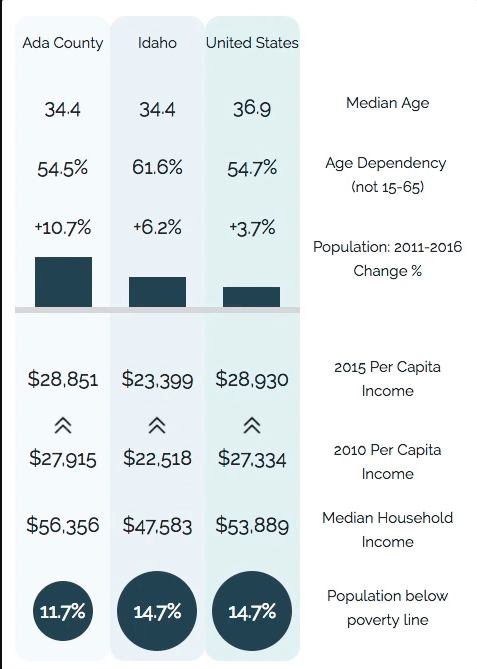 Ada County Idaho United States
34.4 34.4 36.9 Median Age
54.5% 61.6% 54.7% Age Dependency
(not 15-65)
+10.7% +6.2% +3.7%
Population: 2011-2016
Change %
$28,851 $23,399 $28,930 2015 Per Capita
Income
$27,915 $22,518 $27,334 2010 Per Capita
Income
$56,356 $47,583 $53,889 Median Household
Income
11.7% 14.7% 14.7% Population below
poverty line